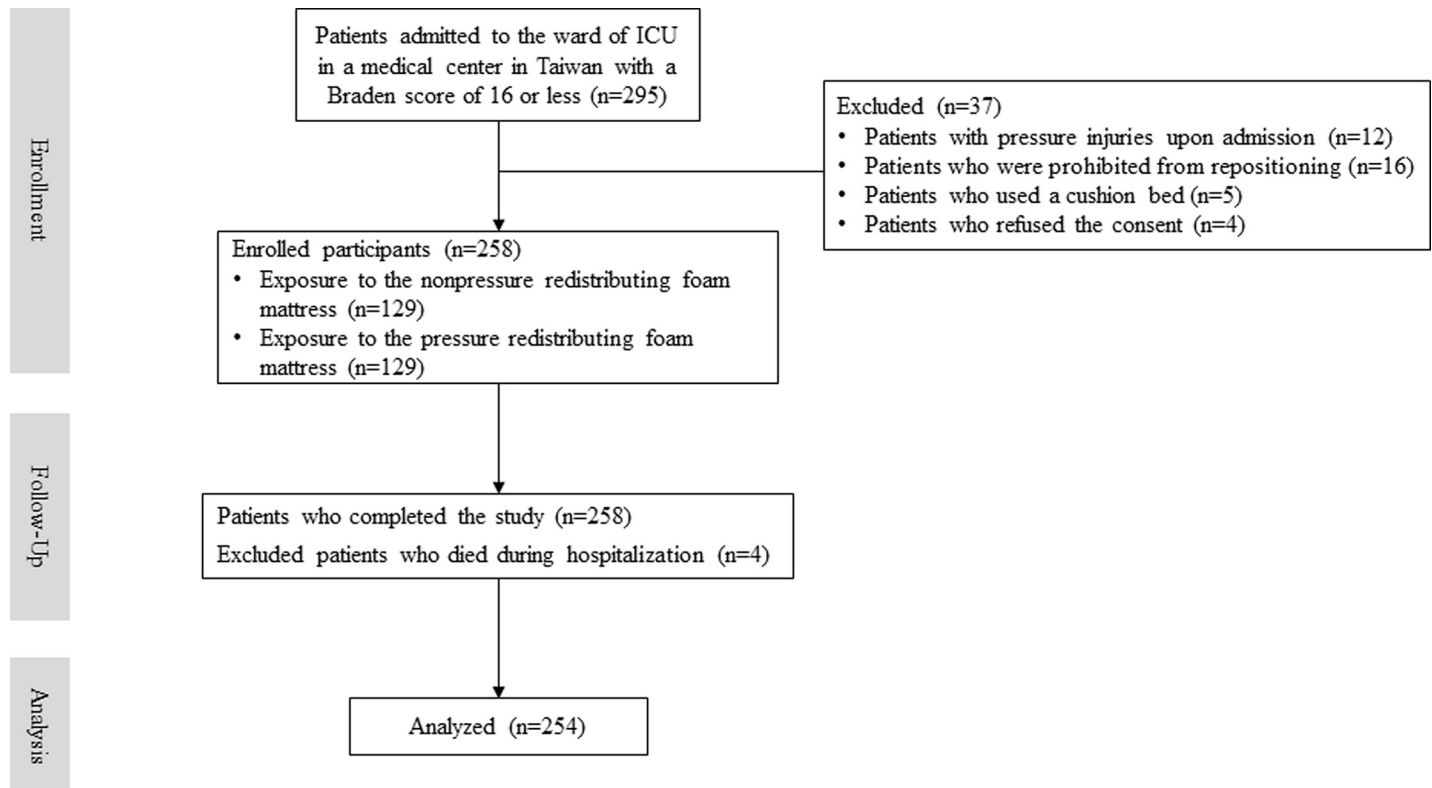 Enrollment
Patients admitted to the ward of ICU
in a medical center in Taiwan with a
Braden score of 16 or less (n=295)
Excluded (n=37)
• Patients with pressure injuries upon admission (n=12)
• Patients who were prohibited from repositioning (n=16)
• Patients who used a cushion bed (n=5)
• Patients who refused the consent (n=4)
Enrolled participants (n=258)
• Exposure to the nonpressure redistributing foam
mattress (n=129)
• Exposure to the pressure redistributing foam
mattress (n=129)
Follow-Up
Patients who completed the study (n=258)
Excluded patients who died during hospitalization (n=4)
Analysis
Analyzed (n=254)